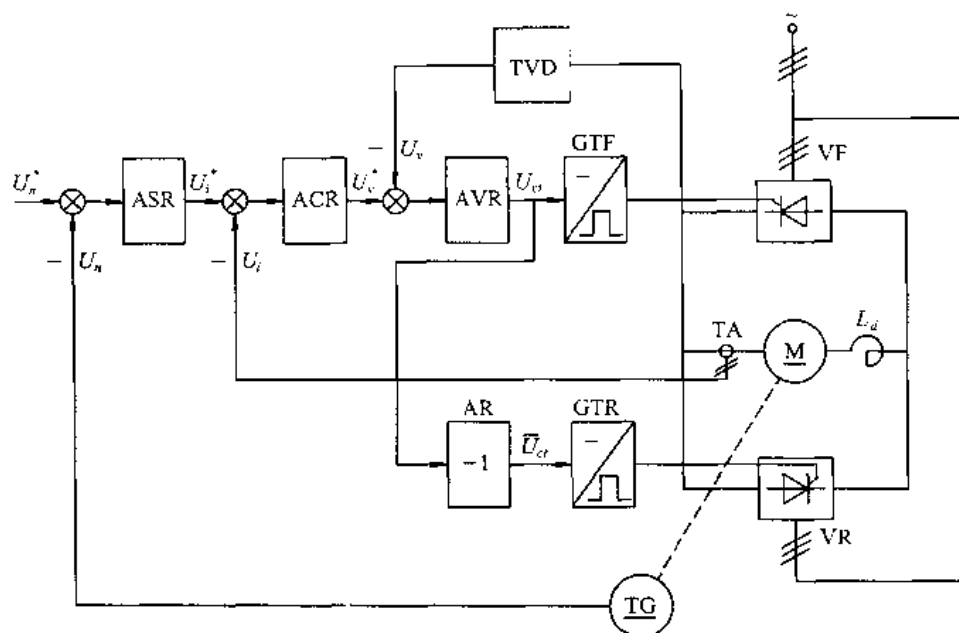 ~
TVD
− U_v
GTF
VF
U_n^*
ASR
U_i^*
ACR
U_v^*
AVR
U_ct
−
− U_n
− U_i
TA
M
L_d
AR
GTR
−1
Ū_ct
−
VR
TG